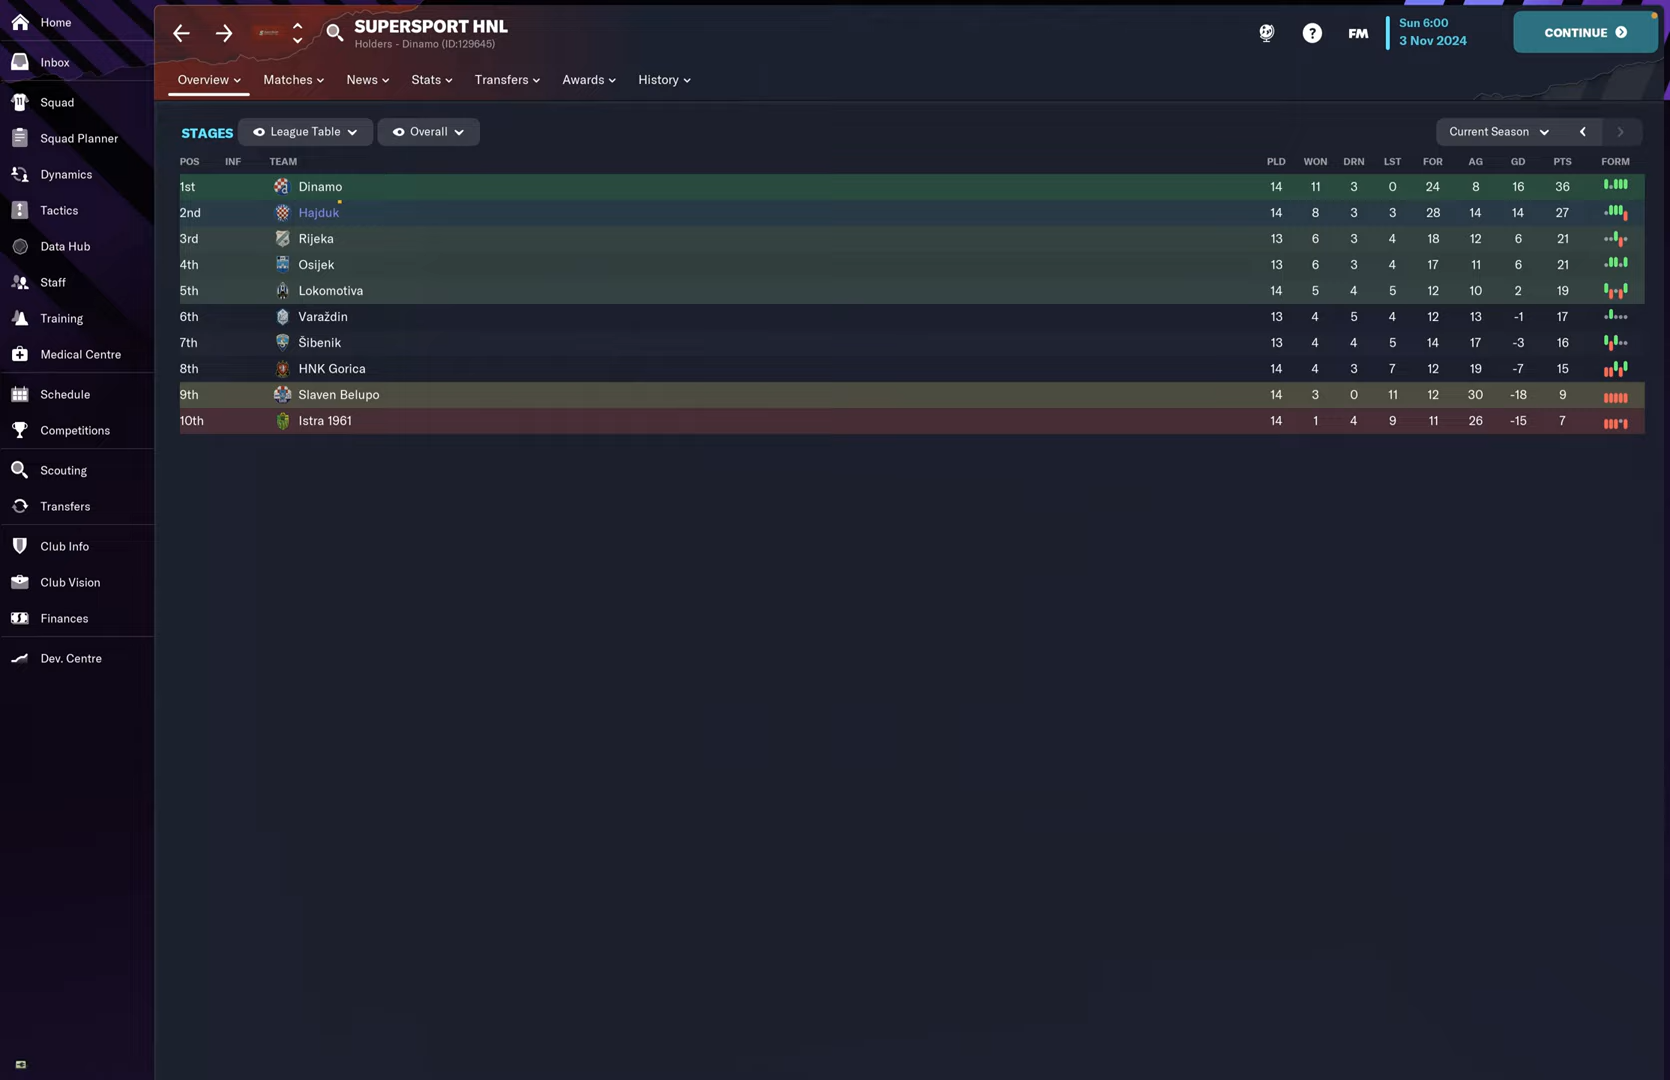 Home
Inbox
Squad
Squad Planner
Dynamics
Tactics
Data Hub
Staff
Training
Medical Centre
Schedule
Competitions
Scouting
Transfers
Club Info
Club Vision
Finances
Dev. Centre
SUPERSPORT HNL
Holders - Dinamo (ID:129645)
? FM Sun 6:00
3 Nov 2024
CONTINUE
Overview Matches News Stats Transfers Awards History
STAGES League Table Overall Current Season
POS INF TEAM PLD WON DRN LST FOR AG GD PTS FORM
1st Dinamo 14 11 3 0 24 8 16 36
2nd Hajduk 14 8 3 3 28 14 14 27
3rd Rijeka 13 6 3 4 18 12 6 21
4th Osijek 13 6 3 4 17 11 6 21
5th Lokomotiva 14 5 4 5 12 10 2 19
6th Varaždin 13 4 5 4 12 13 -1 17
7th Šibenik 13 4 4 5 14 17 -3 16
8th HNK Gorica 14 4 3 7 12 19 -7 15
9th Slaven Belupo 14 3 0 11 12 30 -18 9
10th Istra 1961 14 1 4 9 11 26 -15 7